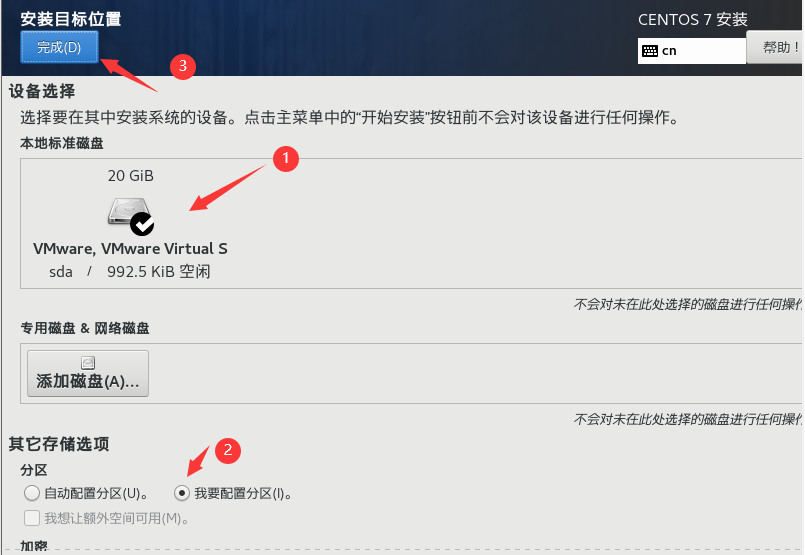 安装目标位置
CENTOS 7 安装
完成(D)
cn
帮助！
3
设备选择
选择要在其中安装系统的设备。点击主菜单中的“开始安装”按钮前不会对该设备进行任何操作。
本地标准磁盘
1
20 GiB
VMware, VMware Virtual S
sda / 992.5 KiB 空闲
不会对未在此处选择的磁盘进行任何操
专用磁盘 & 网络磁盘
添加磁盘(A)...
不会对未在此处选择的磁盘进行任何操
其它存储选项
2
分区
自动配置分区(U)。 我要配置分区(I)。
我想让额外空间可用(M)。
加密